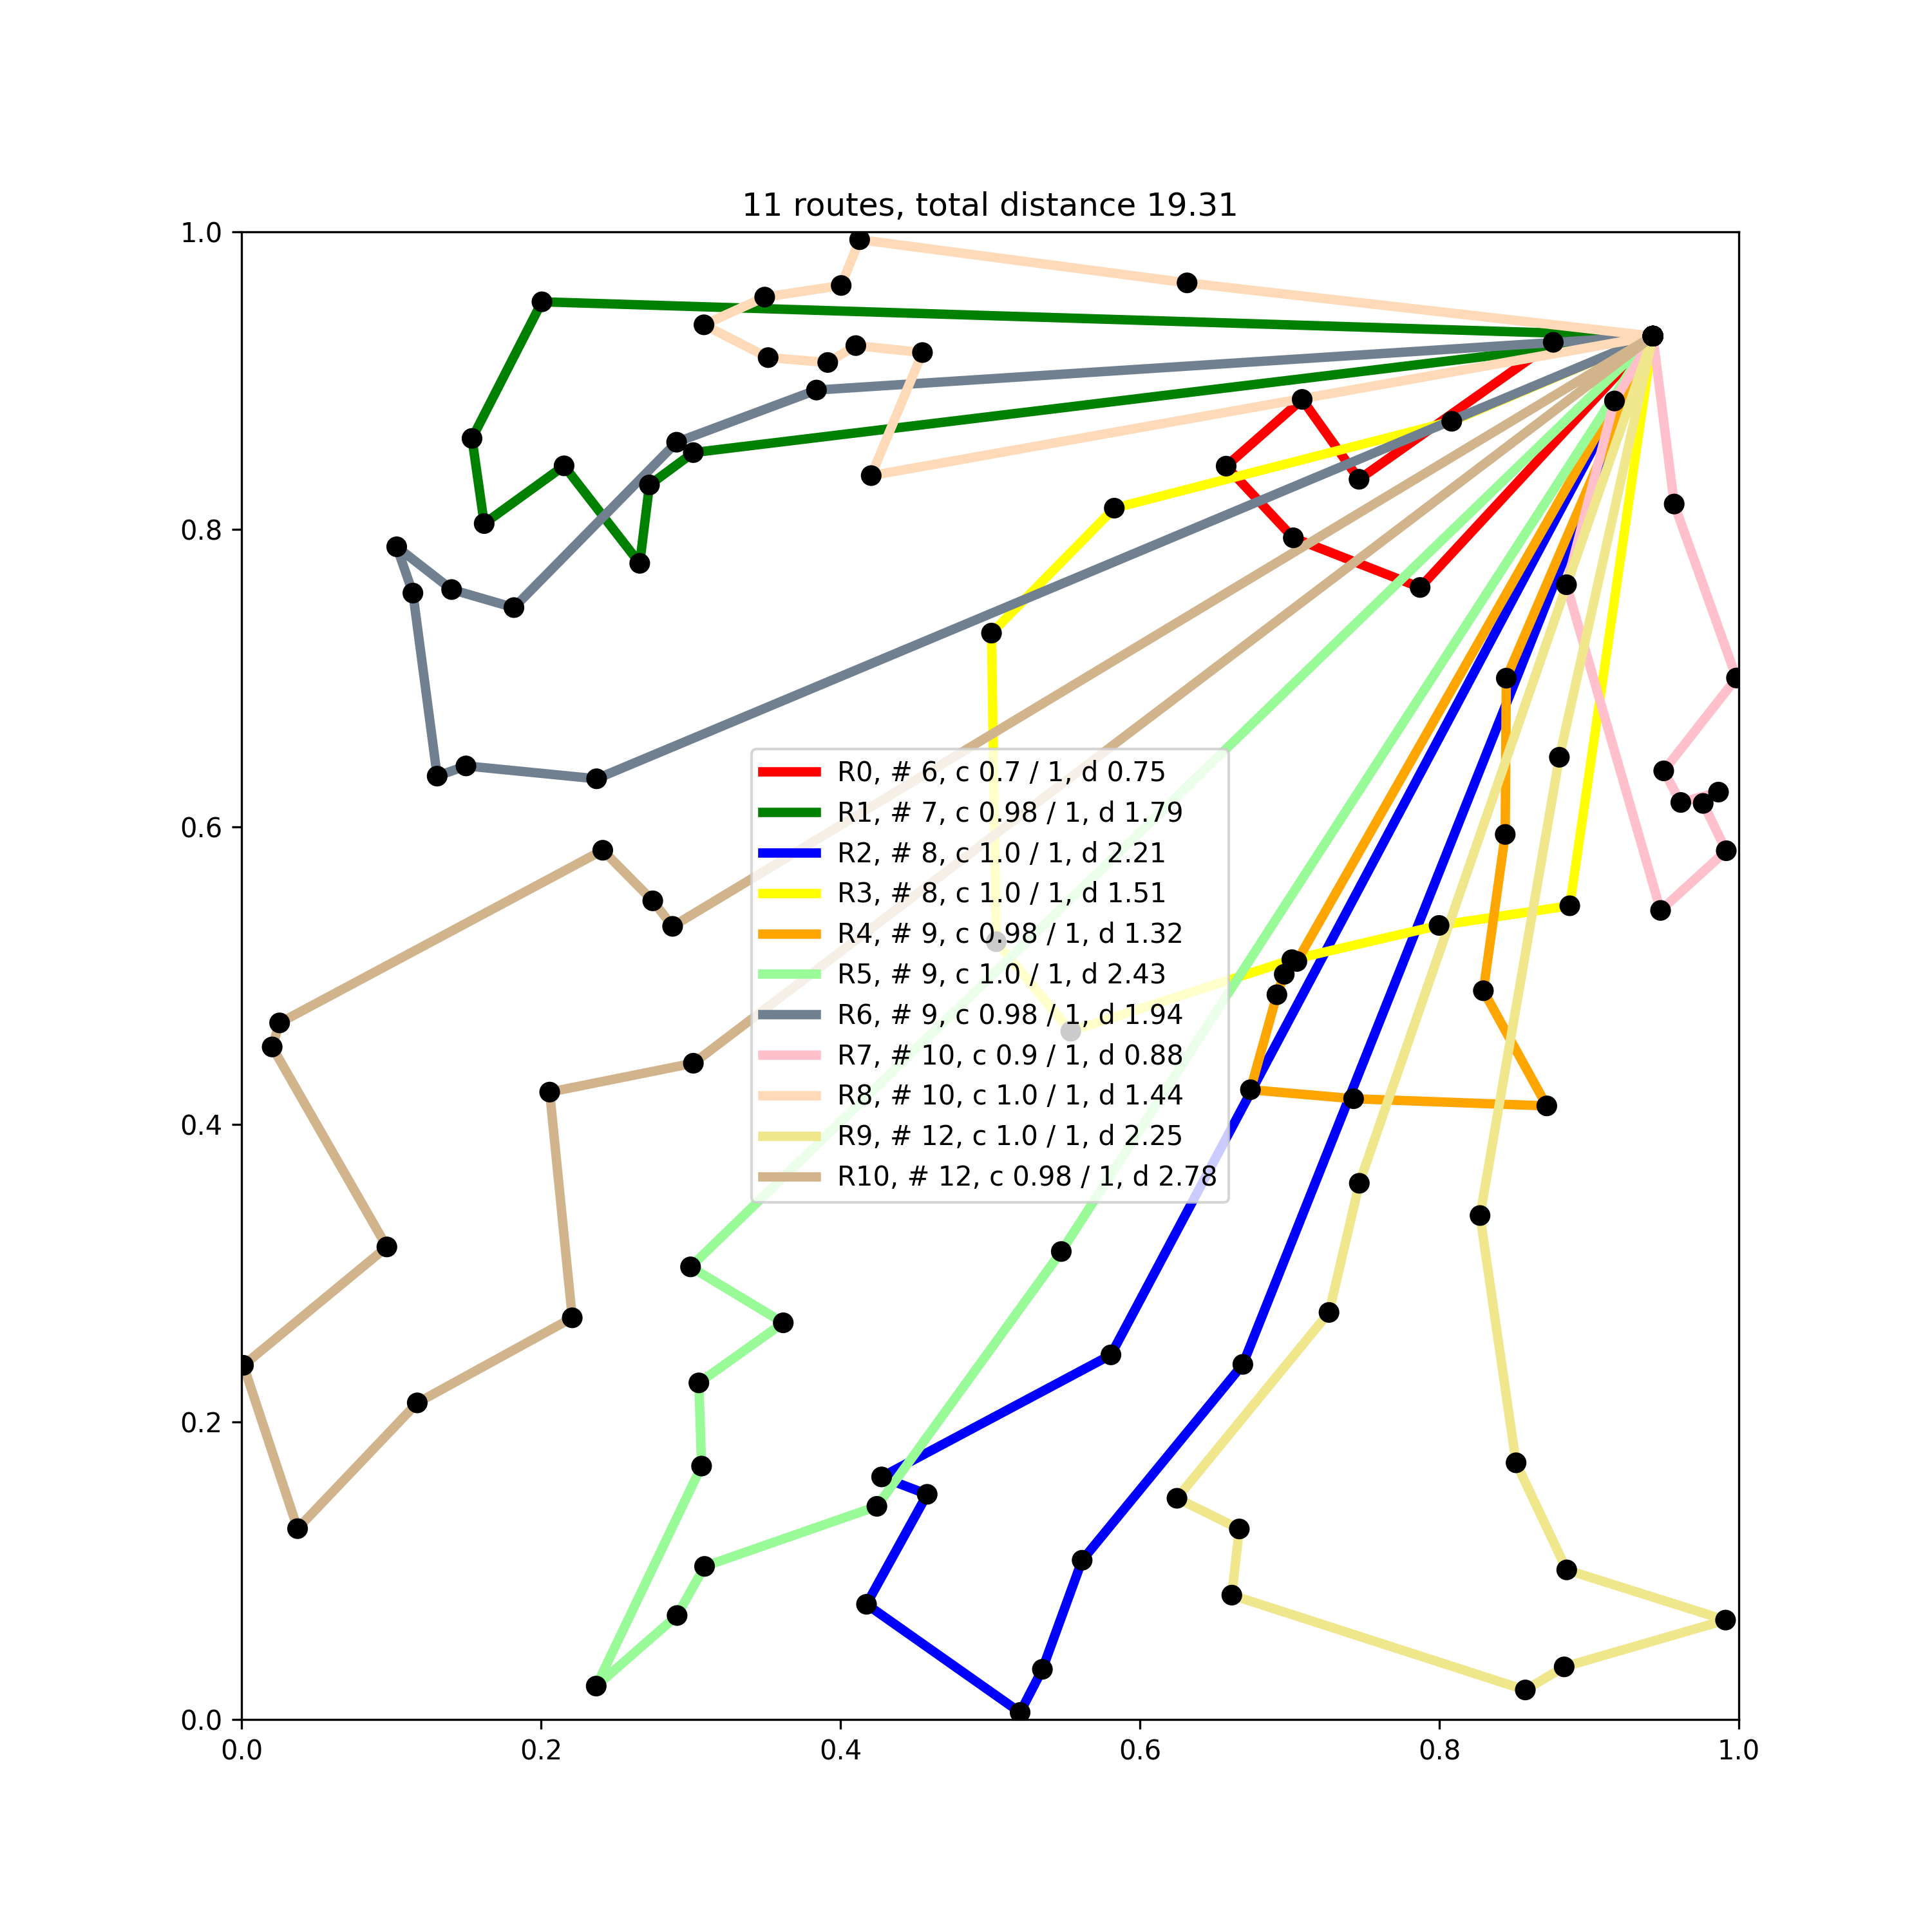 11 routes, total distance 19.31
1.0
0.8
0.6
0.4
0.2
0.0
0.0 0.2 0.4 0.6 0.8 1.0
R0, # 6, c 0.7 / 1, d 0.75
R1, # 7, c 0.98 / 1, d 1.79
R2, # 8, c 1.0 / 1, d 2.21
R3, # 8, c 1.0 / 1, d 1.51
R4, # 9, c 0.98 / 1, d 1.32
R5, # 9, c 1.0 / 1, d 2.43
R6, # 9, c 0.98 / 1, d 1.94
R7, # 10, c 0.9 / 1, d 0.88
R8, # 10, c 1.0 / 1, d 1.44
R9, # 12, c 1.0 / 1, d 2.25
R10, # 12, c 0.98 / 1, d 2.78